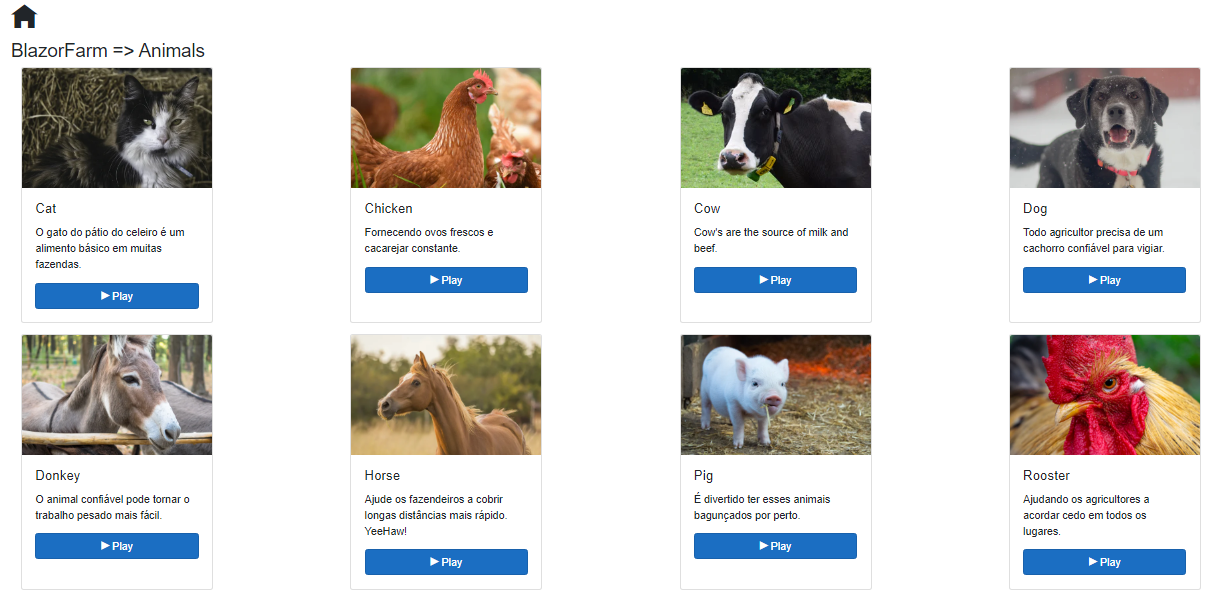 BlazorFarm => Animals
Cat
O gato do pátio do celeiro é um
alimento básico em muitas
fazendas.
▶ Play
Chicken
Fornecendo ovos frescos e
cacarejar constante.
▶ Play
Cow
Cow's are the source of milk and
beef.
▶ Play
Dog
Todo agricultor precisa de um
cachorro confiável para vigiar.
▶ Play
Donkey
O animal confiável pode tornar o
trabalho pesado mais fácil.
▶ Play
Horse
Ajude os fazendeiros a cobrir
longas distâncias mais rápido.
YeeHaw!
▶ Play
Pig
É divertido ter esses animais
bagunçados por perto.
▶ Play
Rooster
Ajudando os agricultores a
acordar cedo em todos os
lugares.
▶ Play